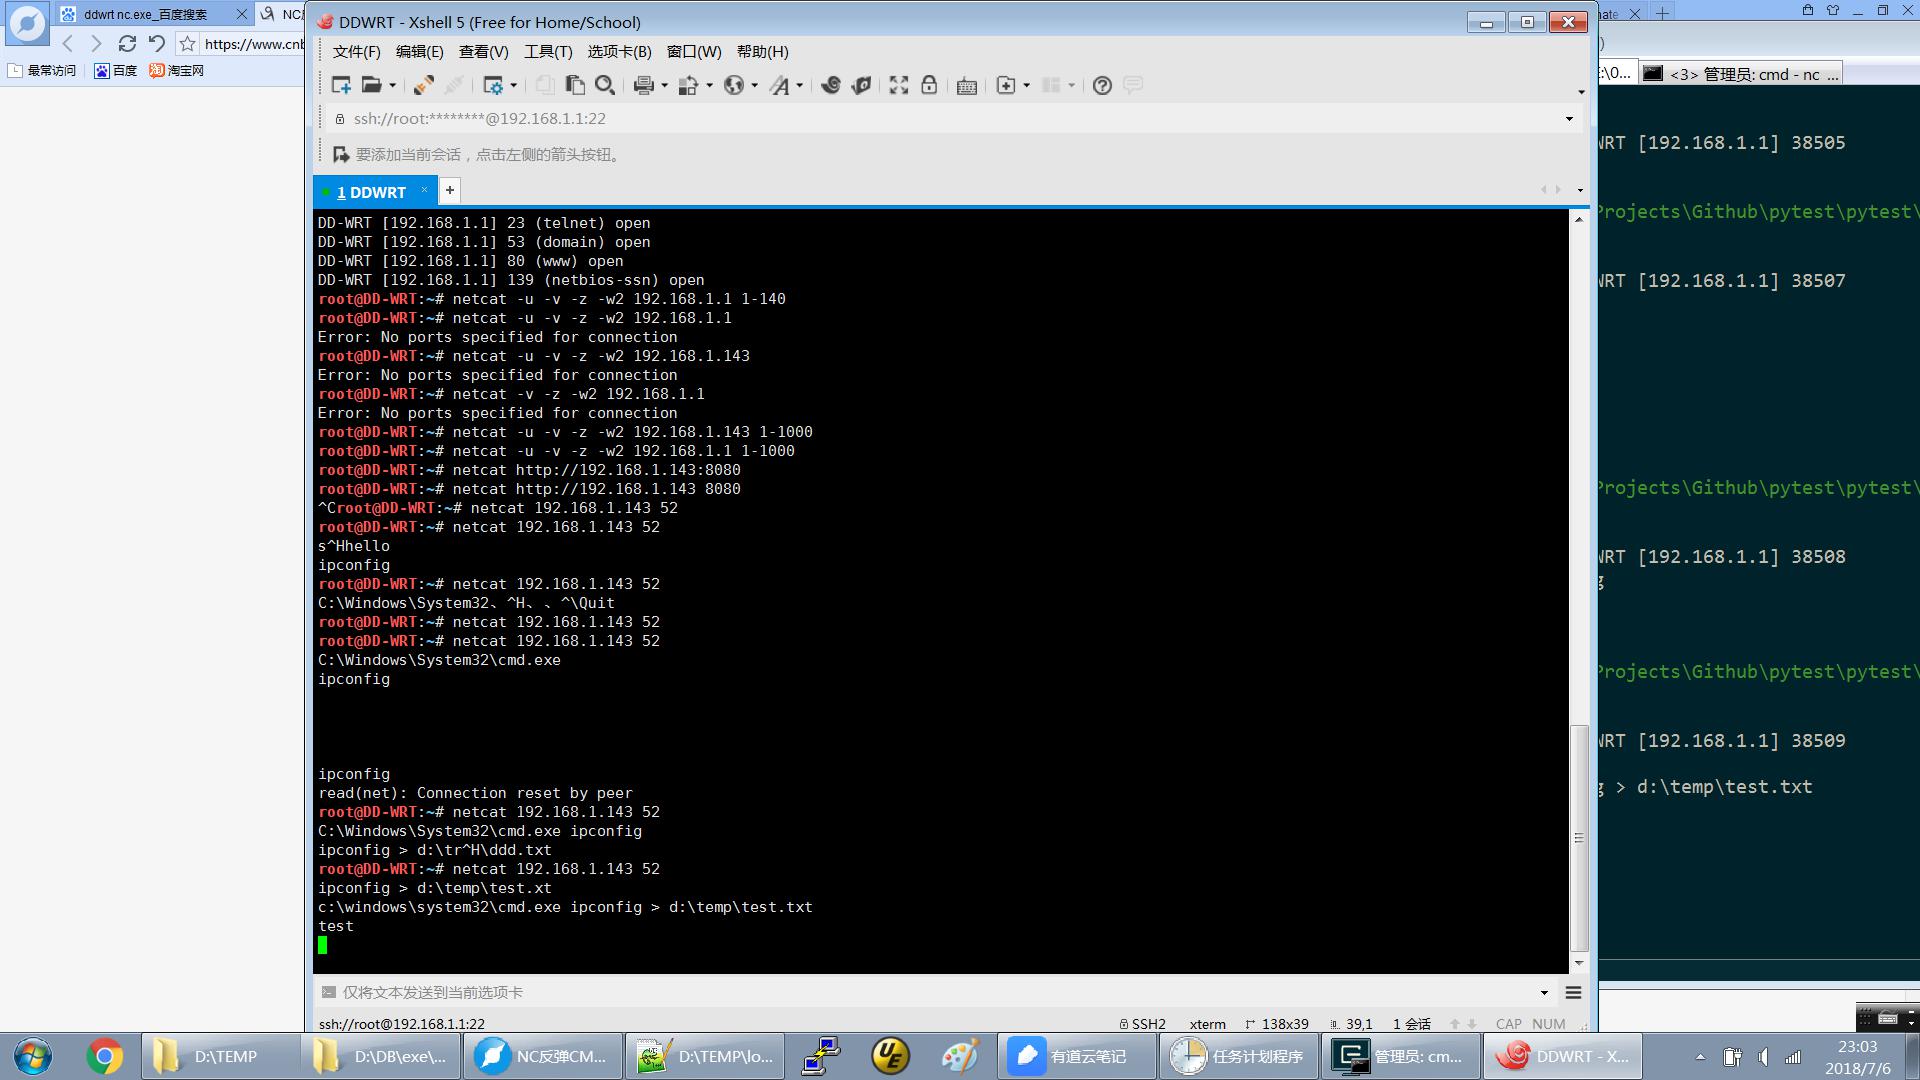 ddwrt nc.exe_百度搜索
https://www.cnb
最常访问
百度
淘宝网
DDWRT - Xshell 5 (Free for Home/School)
文件(F) 编辑(E) 查看(V) 工具(T) 选项卡(B) 窗口(W) 帮助(H)
ssh://root:********@192.168.1.1:22
要添加当前会话，点击左侧的箭头按钮。
1 DDWRT
DD-WRT [192.168.1.1] 23 (telnet) open
DD-WRT [192.168.1.1] 53 (domain) open
DD-WRT [192.168.1.1] 80 (www) open
DD-WRT [192.168.1.1] 139 (netbios-ssn) open
root@DD-WRT:~# netcat -u -v -z -w2 192.168.1.1 1-140
root@DD-WRT:~# netcat -u -v -z -w2 192.168.1.1
Error: No ports specified for connection
root@DD-WRT:~# netcat -u -v -z -w2 192.168.1.143
Error: No ports specified for connection
root@DD-WRT:~# netcat -v -z -w2 192.168.1.1
Error: No ports specified for connection
root@DD-WRT:~# netcat -u -v -z -w2 192.168.1.143 1-1000
root@DD-WRT:~# netcat -u -v -z -w2 192.168.1.1 1-1000
root@DD-WRT:~# netcat http://192.168.1.143:8080
root@DD-WRT:~# netcat http://192.168.1.143 8080
^Croot@DD-WRT:~# netcat 192.168.1.143 52
root@DD-WRT:~# netcat 192.168.1.143 52
s^Hhello
ipconfig
root@DD-WRT:~# netcat 192.168.1.143 52
C:\Windows\System32、^H、、^\Quit
root@DD-WRT:~# netcat 192.168.1.143 52
root@DD-WRT:~# netcat 192.168.1.143 52
C:\Windows\System32\cmd.exe
ipconfig
ipconfig
read(net): Connection reset by peer
root@DD-WRT:~# netcat 192.168.1.143 52
C:\Windows\System32\cmd.exe ipconfig
ipconfig > d:\tr^H\ddd.txt
root@DD-WRT:~# netcat 192.168.1.143 52
ipconfig > d:\temp\test.xt
c:\windows\system32\cmd.exe ipconfig > d:\temp\test.txt
test
仅将文本发送到当前选项卡
ssh://root@192.168.1.1:22
SSH2 xterm 138x39 39,1 1 会话 CAP NUM
E:\0...
<3> 管理员: cmd - nc ...
WRT [192.168.1.1] 38505
Projects\Github\pytest\pytest\
WRT [192.168.1.1] 38507
Projects\Github\pytest\pytest\
WRT [192.168.1.1] 38508
g
Projects\Github\pytest\pytest\
WRT [192.168.1.1] 38509
g > d:\temp\test.txt
D:\TEMP
D:\DB\exe\...
NC反弹CM...
D:\TEMP\lo...
有道云笔记
任务计划程序
管理员: cm...
DDWRT - X...
23:03
2018/7/6